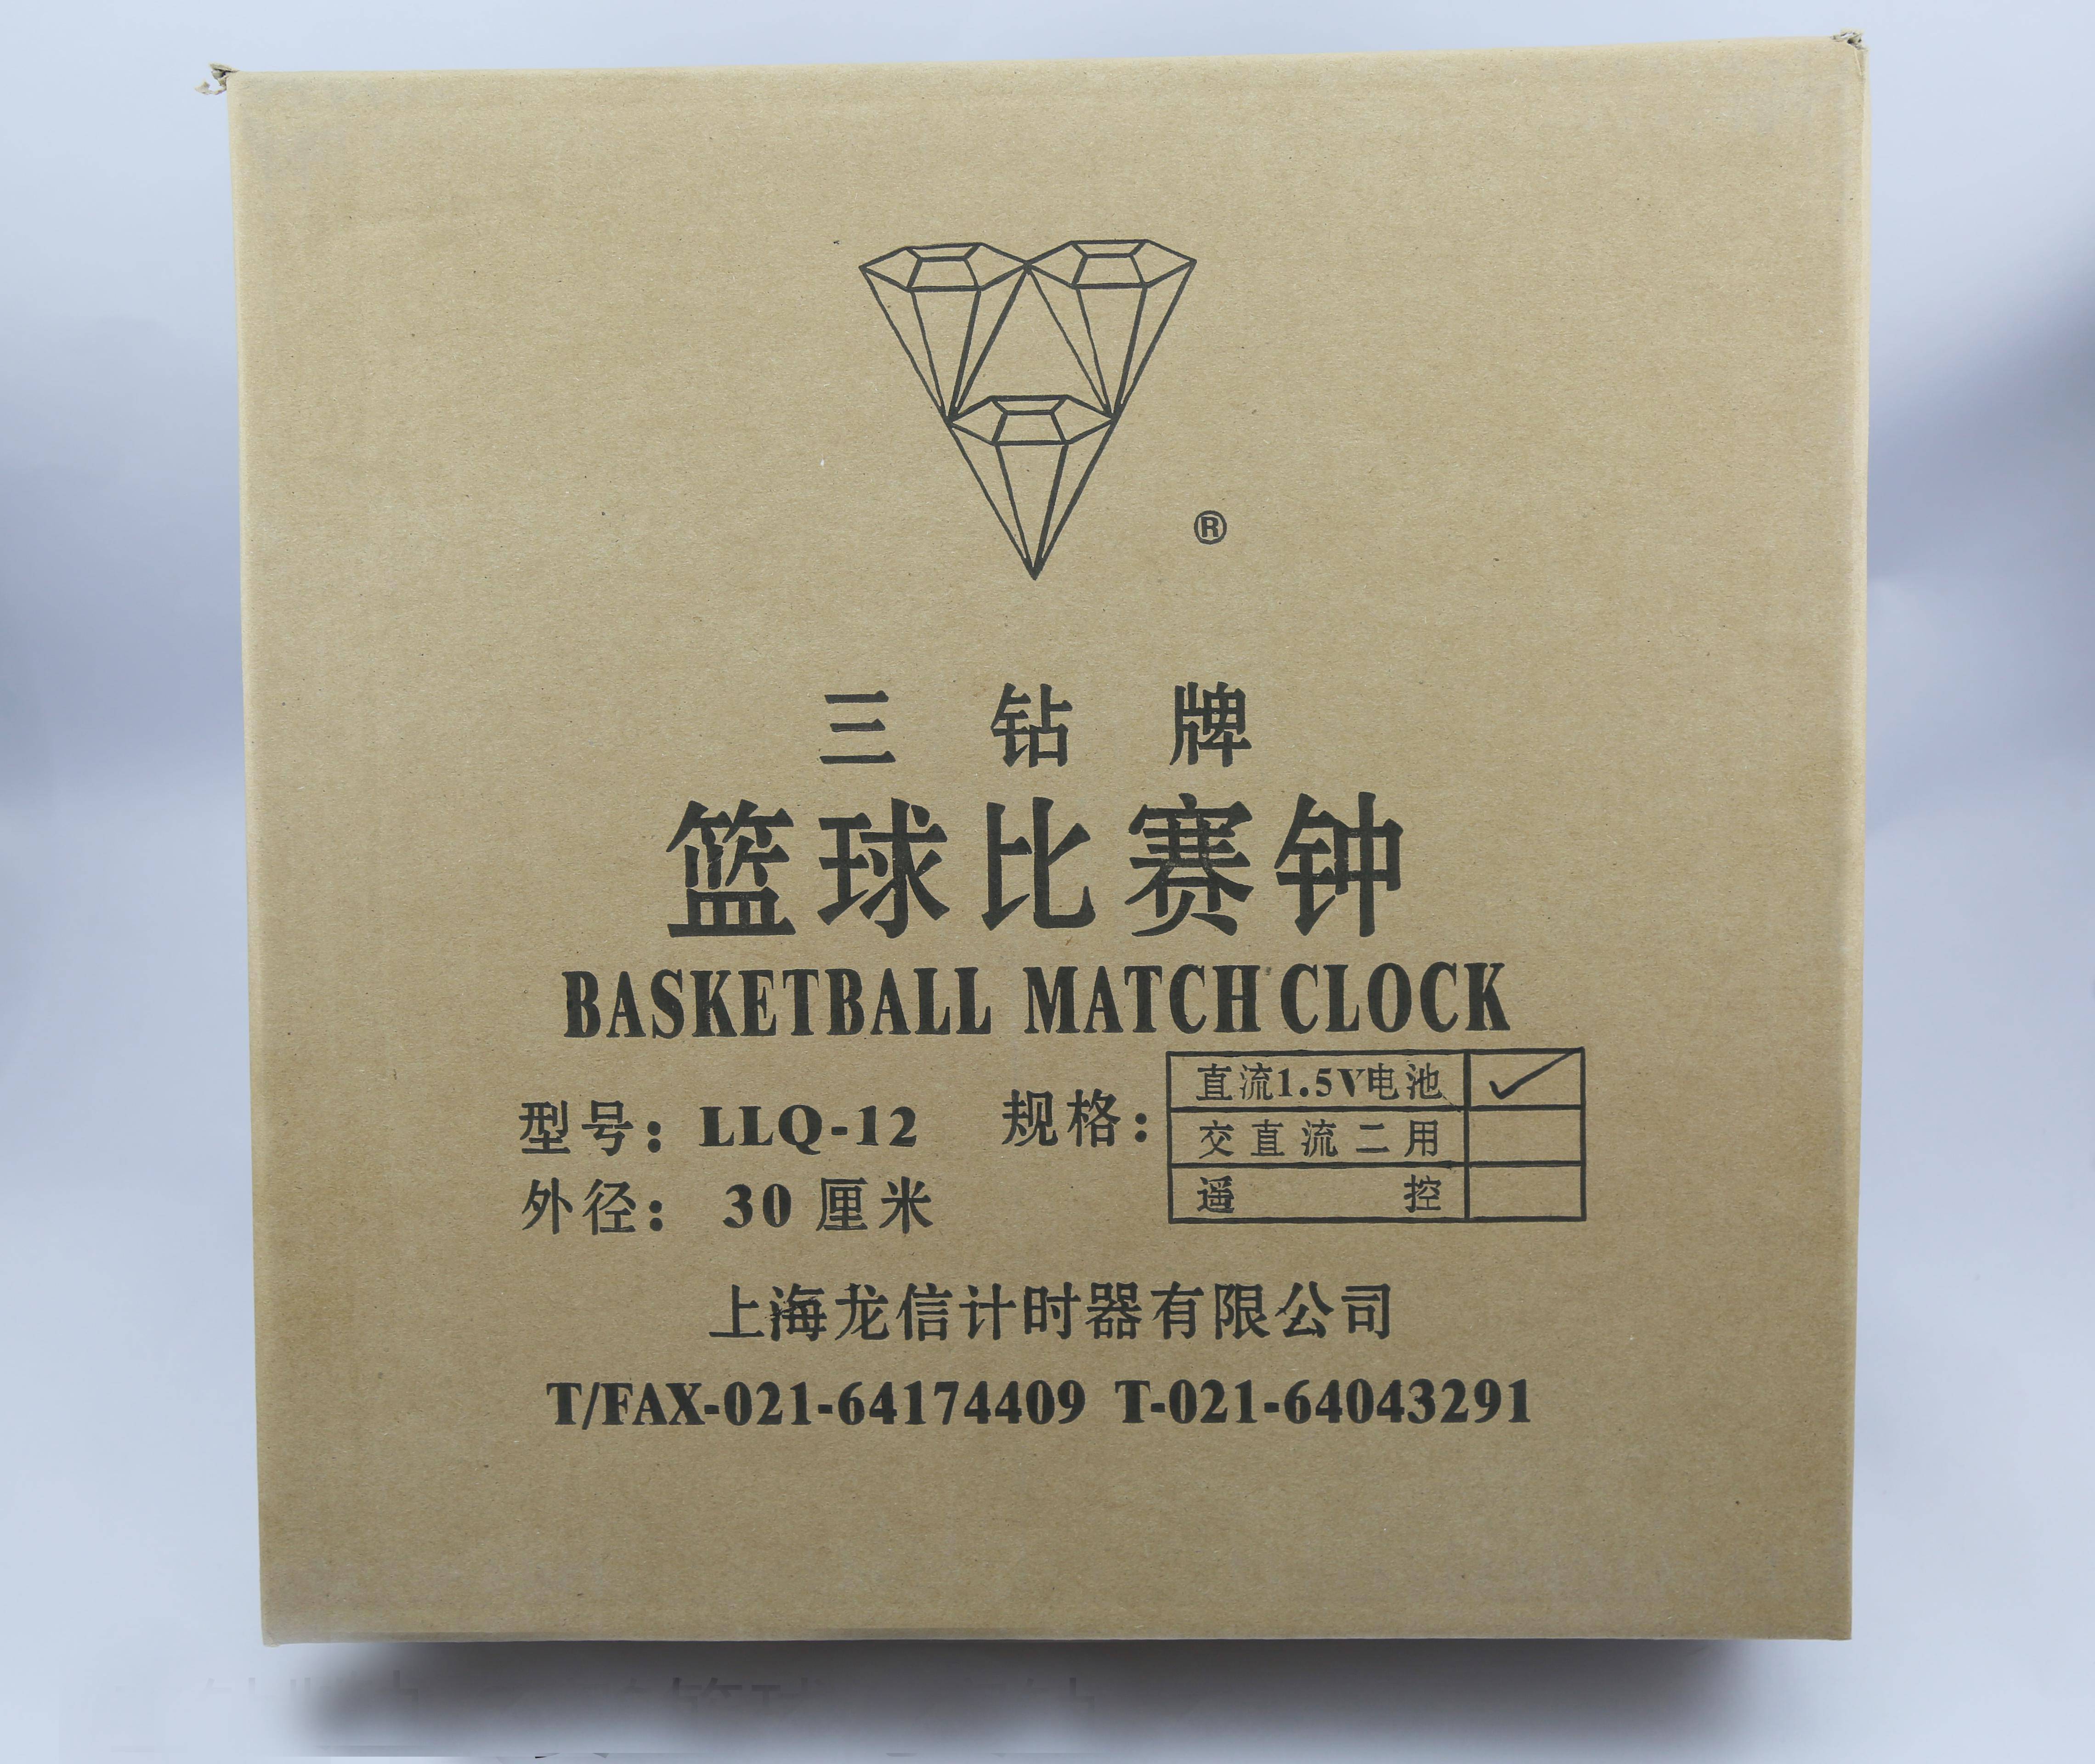 ®
三钻牌
篮球比赛钟
BASKETBALL MATCH CLOCK
型号：LLQ-12 规格：
直流1.5V电池 ✓
交直流二用
遥控
外径： 30 厘米
上海龙信计时器有限公司
T/FAX-021-64174409 T-021-64043291